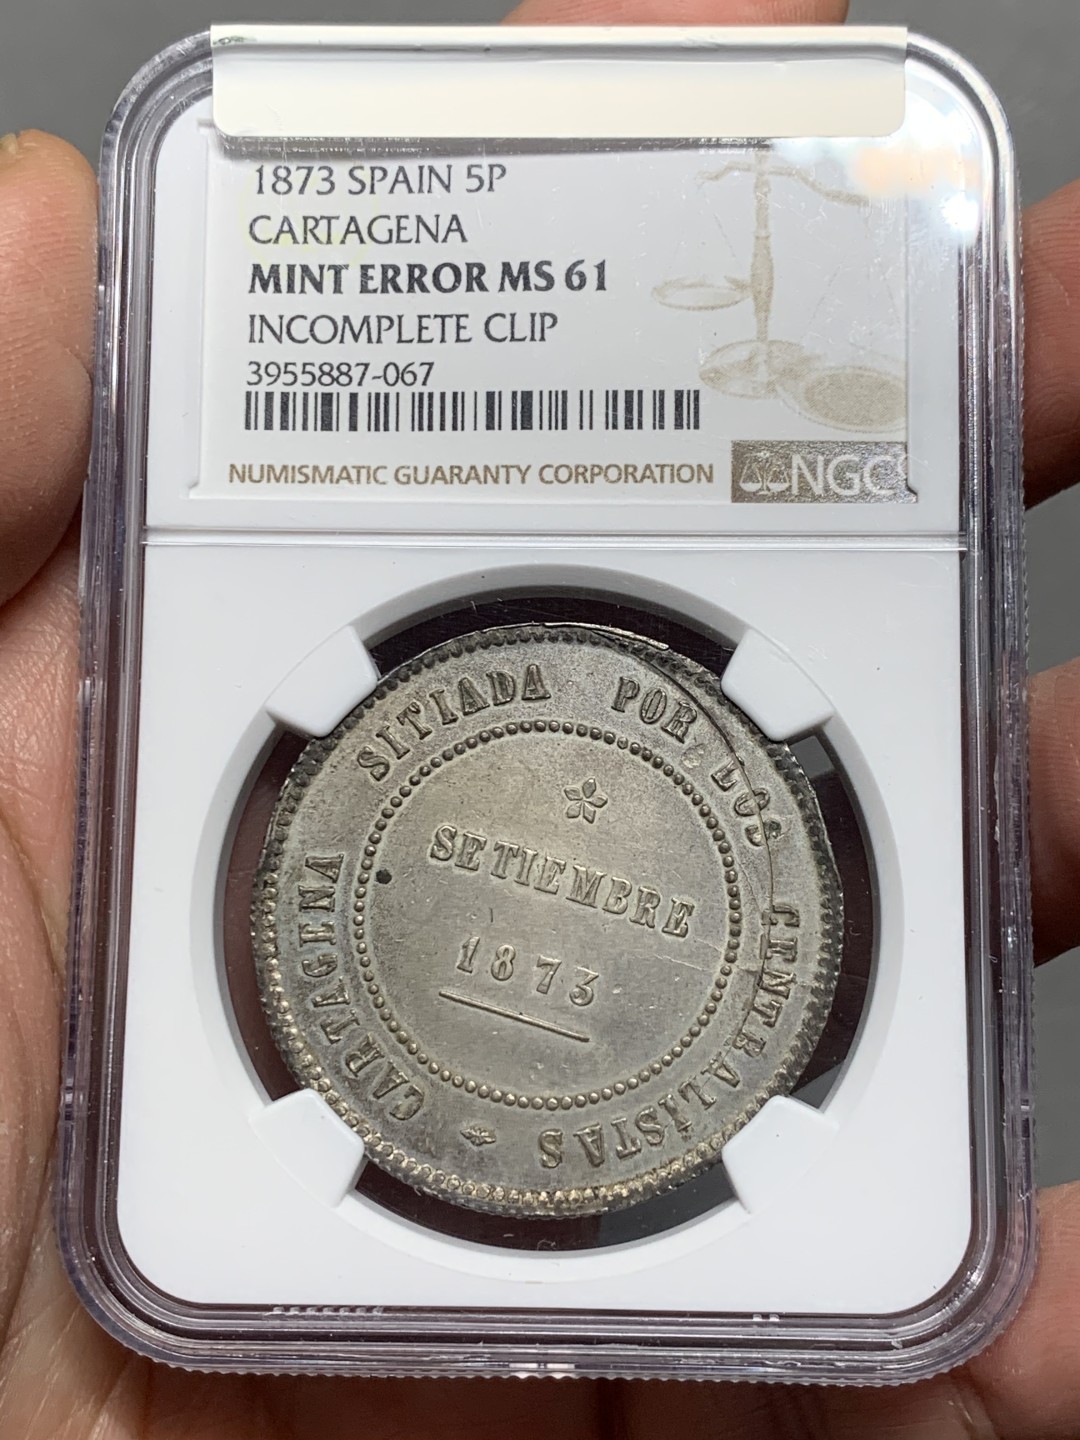 1873 SPAIN 5P
CARTAGENA
MINT ERROR MS 61
INCOMPLETE CLIP
3955887-067
NUMISMATIC GUARANTY CORPORATION
NGC
CARTAGENA SITIADA POR LOS CENTRALISTAS
SETIEMBRE
1873